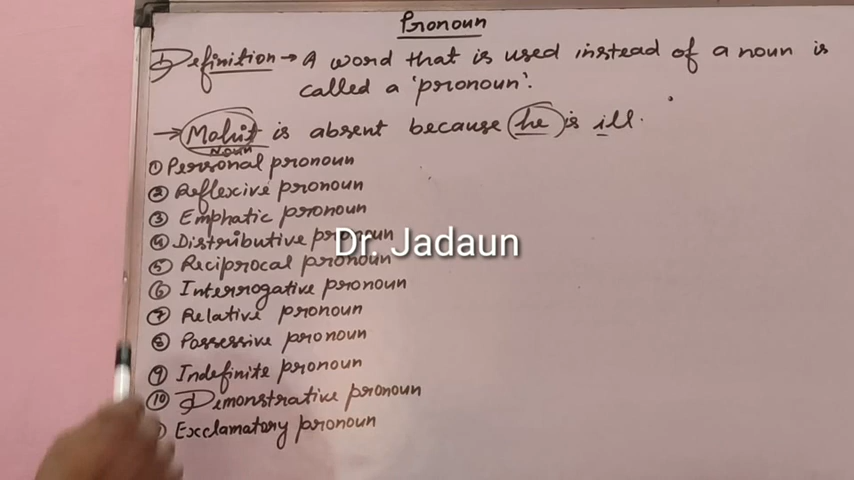 Pronoun
Definition → A word that is used instead of a noun is
called a 'pronoun'.
→ Mohit is absent because he is ill.
Noun
① Personal pronoun
② Reflexive pronoun
③ Emphatic pronoun
④ Distributive pronoun
Dr. Jadaun
⑤ Reciprocal pronoun
⑥ Interrogative pronoun
⑦ Relative pronoun
⑧ Possessive pronoun
⑨ Indefinite pronoun
⑩ Demonstrative pronoun
Exclamatory pronoun